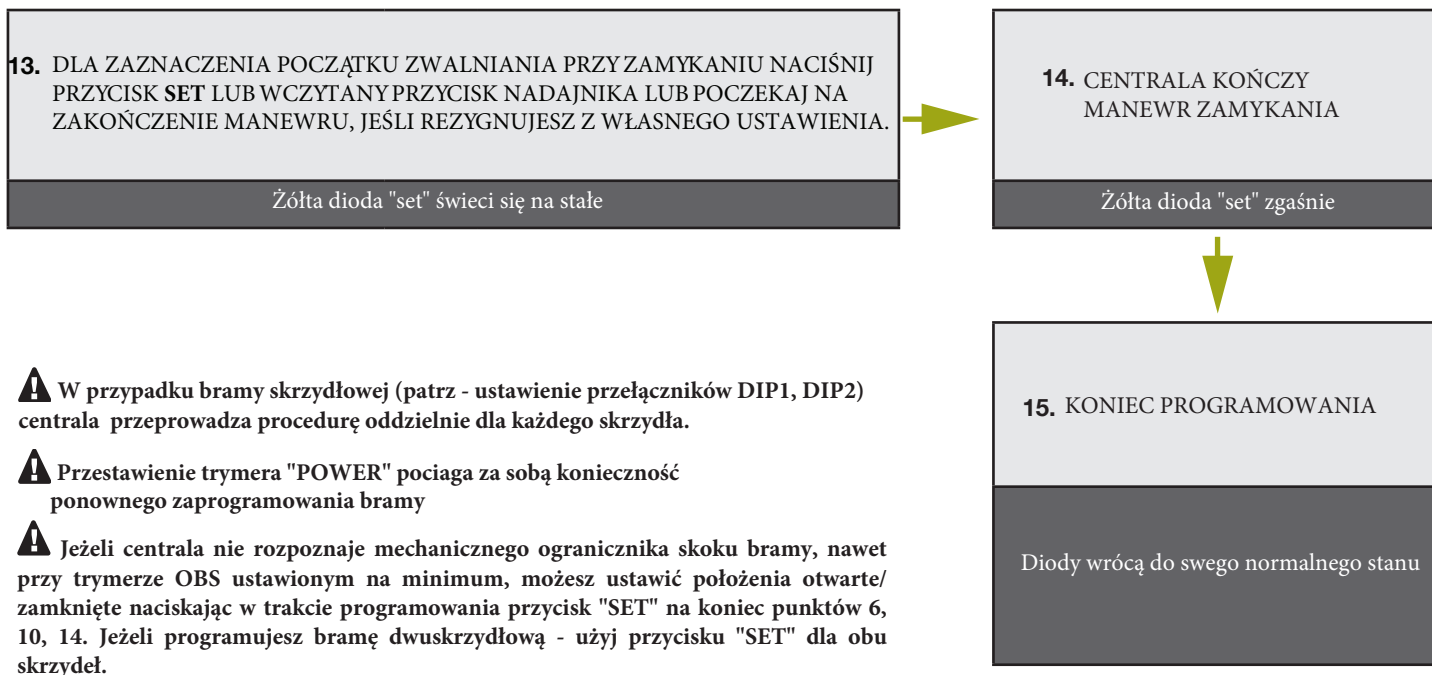 13. DLA ZAZNACZENIA POCZĄTKU ZWALNIANIA PRZY ZAMYKANIU NACIŚNIJ
PRZYCISK SET LUB WCZYTANY PRZYCISK NADAJNIKA LUB POCZEKAJ NA
ZAKOŃCZENIE MANEWRU, JEŚLI REZYGNUJESZ Z WŁASNEGO USTAWIENIA.
Żółta dioda "set" świeci się na stałe
14. CENTRALA KOŃCZY
MANEWR ZAMYKANIA
Żółta dioda "set" zgaśnie
15. KONIEC PROGRAMOWANIA
Diody wrócą do swego normalnego stanu
W przypadku bramy skrzydłowej (patrz - ustawienie przełączników DIP1, DIP2)
centrala przeprowadza procedurę oddzielnie dla każdego skrzydła.
Przestawienie trymera "POWER" pociaga za sobą konieczność
ponownego zaprogramowania bramy
Jeżeli centrala nie rozpoznaje mechanicznego ogranicznika skoku bramy, nawet
przy trymerze OBS ustawionym na minimum, możesz ustawić położenia otwarte/
zamknięte naciskając w trakcie programowania przycisk "SET" na koniec punktów 6,
10, 14. Jeżeli programujesz bramę dwuskrzydłową - użyj przycisku "SET" dla obu
skrzydeł.